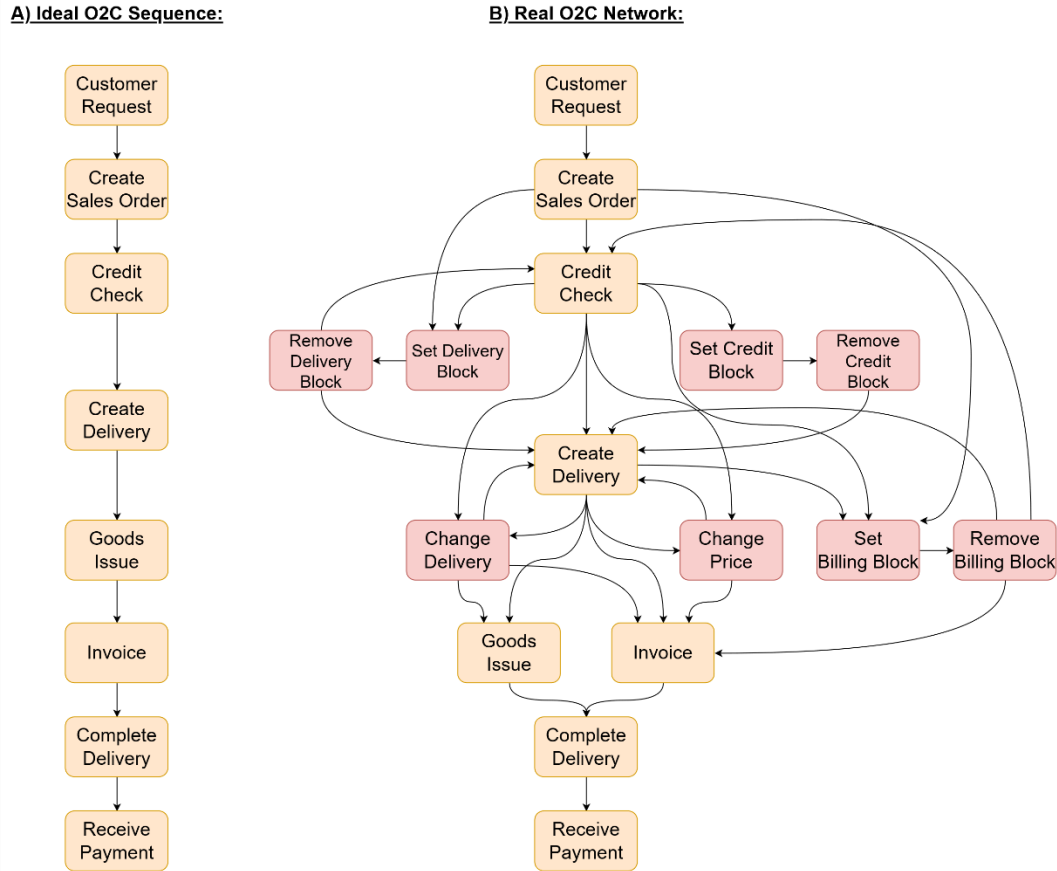 A) Ideal O2C Sequence:
Customer
Request
Create
Sales Order
Credit
Check
Create
Delivery
Goods
Issue
Invoice
Complete
Delivery
Receive
Payment
B) Real O2C Network:
Customer
Request
Create
Sales Order
Credit
Check
Remove
Delivery
Block
Set Delivery
Block
Set Credit
Block
Remove
Credit
Block
Create
Delivery
Change
Delivery
Change
Price
Set
Billing Block
Remove
Billing Block
Goods
Issue
Invoice
Complete
Delivery
Receive
Payment